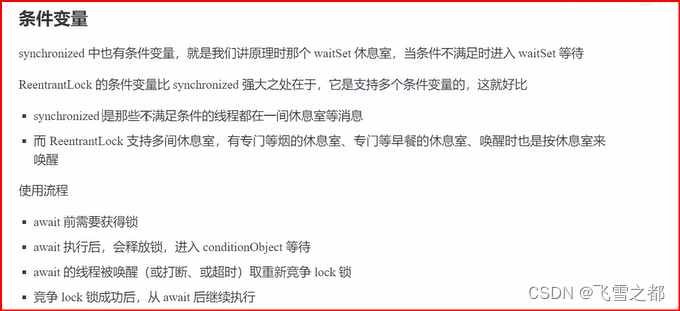 条件变量
synchronized 中也有条件变量，就是我们讲原理时那个 waitSet 休息室，当条件不满足时进入 waitSet 等待
ReentrantLock 的条件变量比 synchronized 强大之处在于，它是支持多个条件变量的，这就好比
▪ synchronized 是那些不满足条件的线程都在一间休息室等消息
▪ 而 ReentrantLock 支持多间休息室，有专门等烟的休息室、专门等早餐的休息室、唤醒时也是按休息室来
唤醒
使用流程
▪ await 前需要获得锁
▪ await 执行后，会释放锁，进入 conditionObject 等待
▪ await 的线程被唤醒（或打断、或超时）取重新竞争 lock 锁
▪ 竞争 lock 锁成功后，从 await 后继续执行
CSDN @飞雪之都